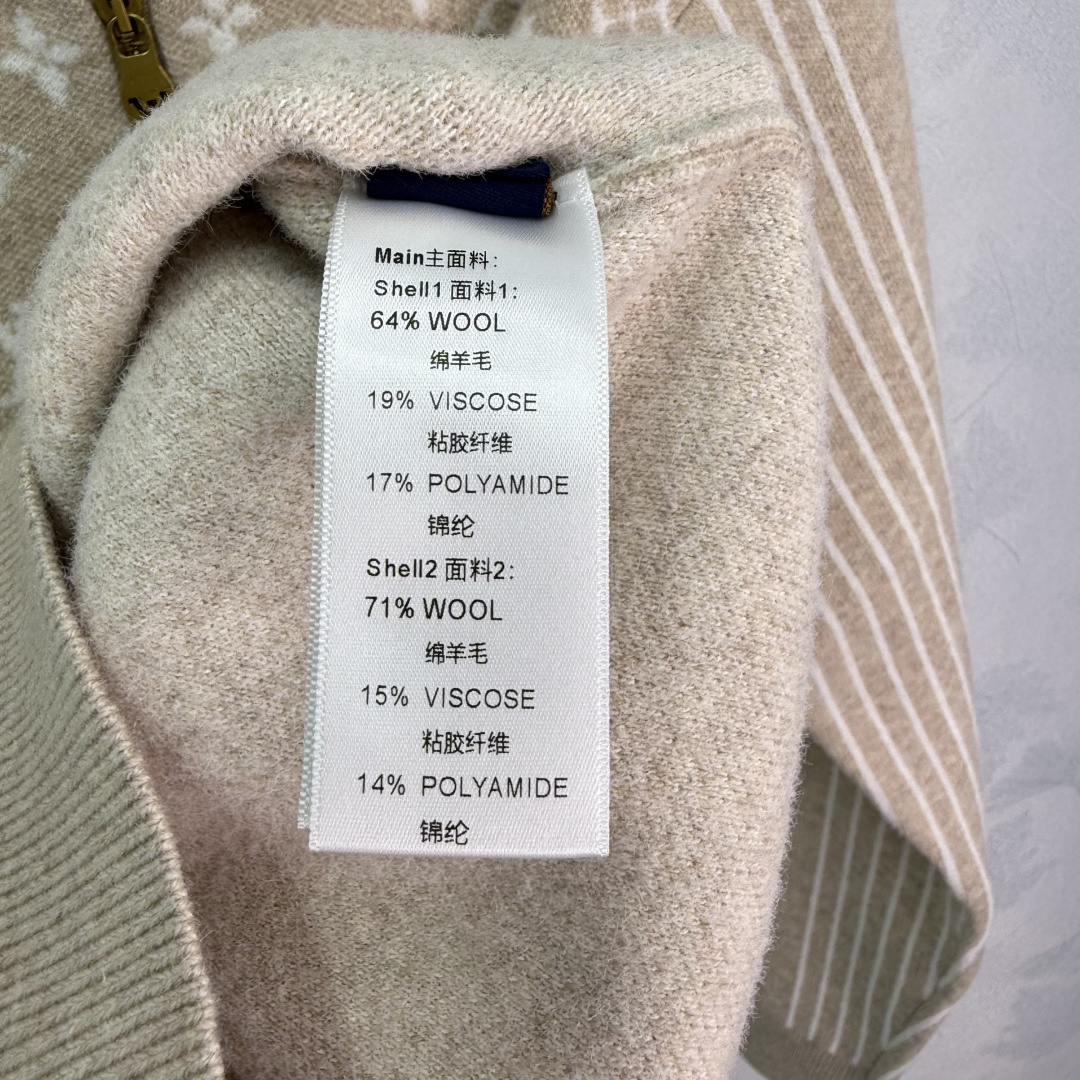 Main主面料:
Shell1 面料1:
64% WOOL
绵羊毛
19% VISCOSE
粘胶纤维
17% POLYAMIDE
锦纶
Shell2 面料2:
71% WOOL
绵羊毛
15% VISCOSE
粘胶纤维
14% POLYAMIDE
锦纶